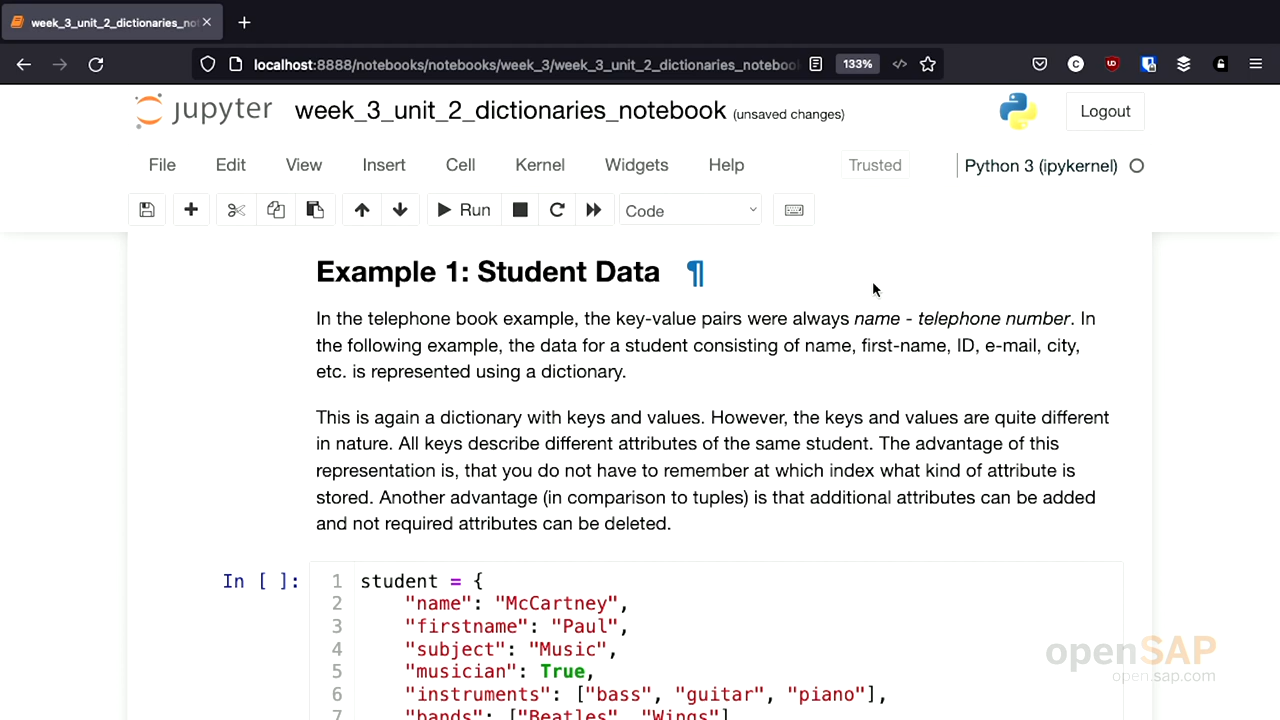 week_3_unit_2_dictionaries_no
localhost:8888/notebooks/notebooks/week_3/week_3_unit_2_dictionaries_noteboo
133%
jupyter
week_3_unit_2_dictionaries_notebook (unsaved changes)
Logout
File Edit View Insert Cell Kernel Widgets Help
Trusted
Python 3 (ipykernel)
Run
Code
Example 1: Student Data ¶
In the telephone book example, the key-value pairs were always name - telephone number. In
the following example, the data for a student consisting of name, first-name, ID, e-mail, city,
etc. is represented using a dictionary.
This is again a dictionary with keys and values. However, the keys and values are quite different
in nature. All keys describe different attributes of the same student. The advantage of this
representation is, that you do not have to remember at which index what kind of attribute is
stored. Another advantage (in comparison to tuples) is that additional attributes can be added
and not required attributes can be deleted.
In [ ]:
1 student = {
2 "name": "McCartney",
3 "firstname": "Paul",
4 "subject": "Music",
5 "musician": True,
6 "instruments": ["bass", "guitar", "piano"],
7 "bands": ["Beatles", "Wings"]
openSAP
open.sap.com